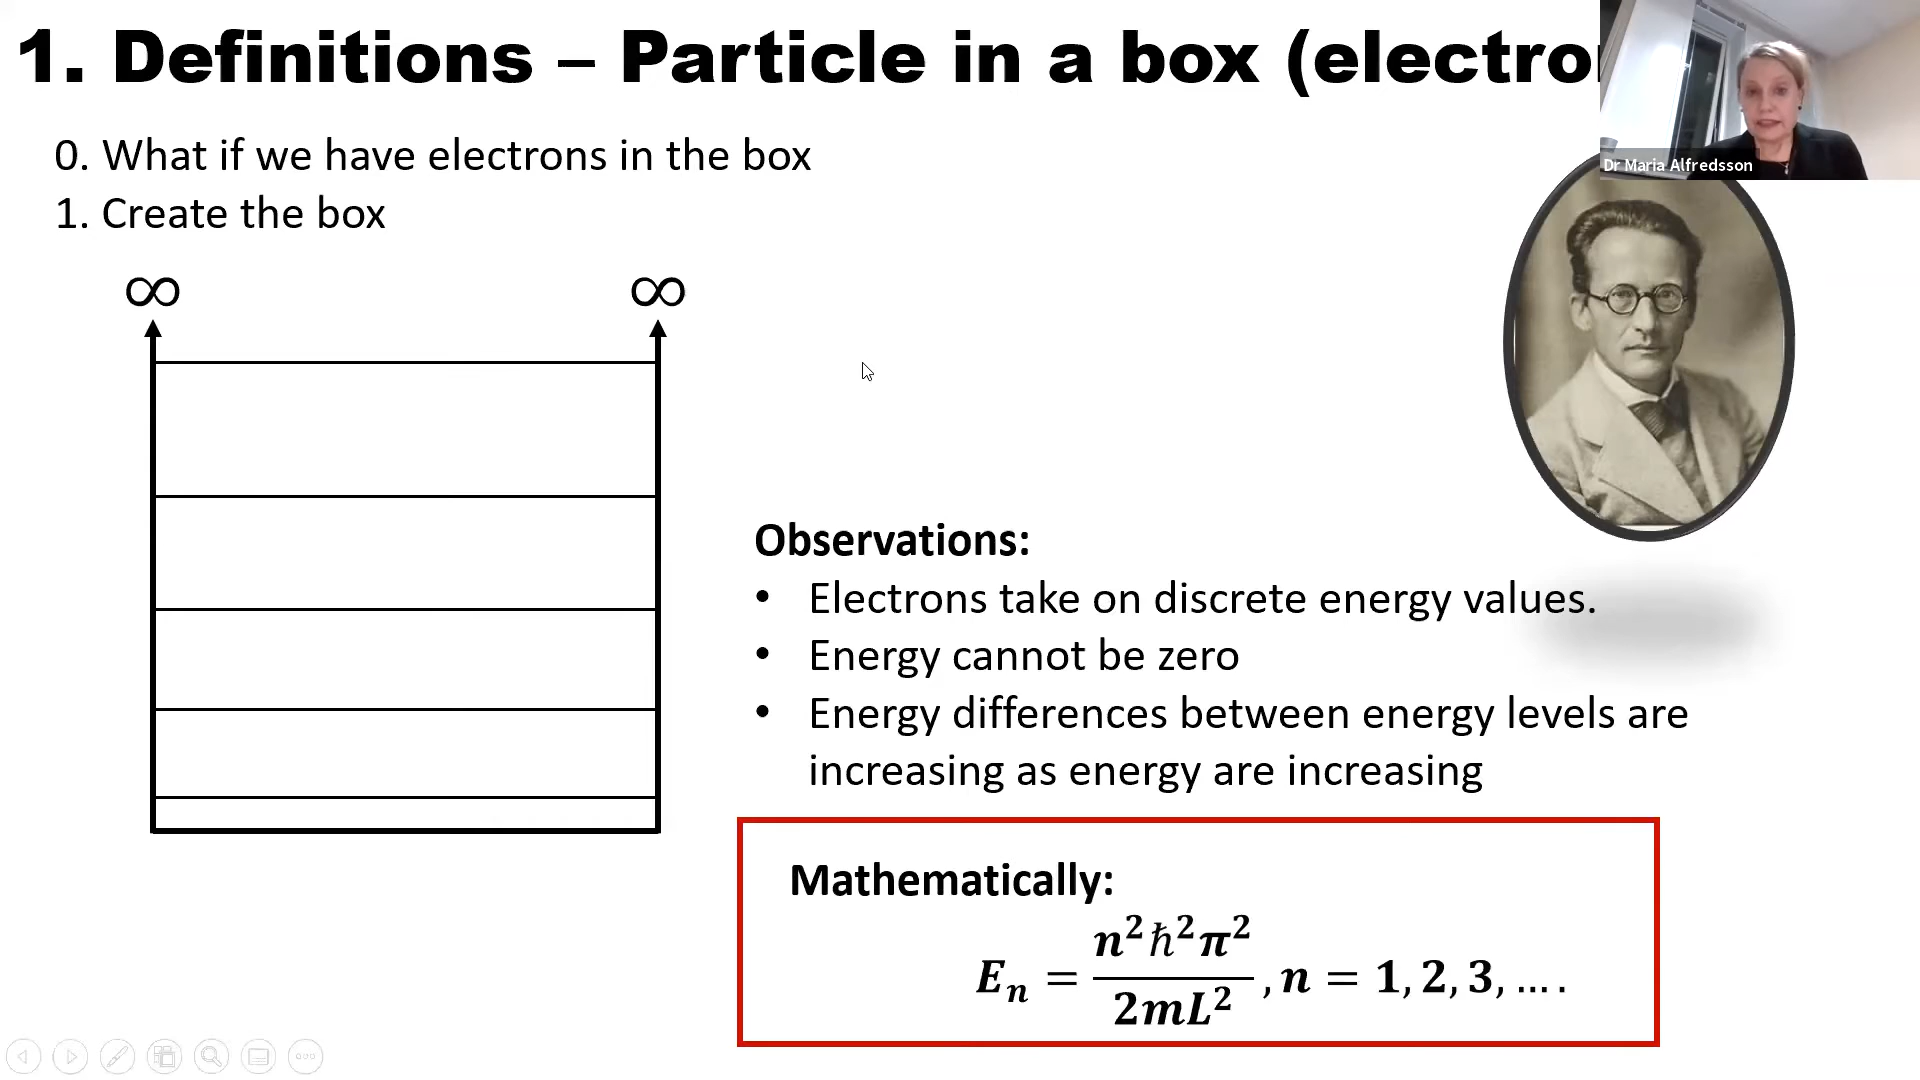 1. Definitions – Particle in a box (electro
Dr Maria Alfredsson
0. What if we have electrons in the box
1. Create the box
∞ ∞
Observations:
• Electrons take on discrete energy values.
• Energy cannot be zero
• Energy differences between energy levels are
increasing as energy are increasing
Mathematically:
Eₙ = n²ℏ²π² / 2mL² , n = 1, 2, 3, … .